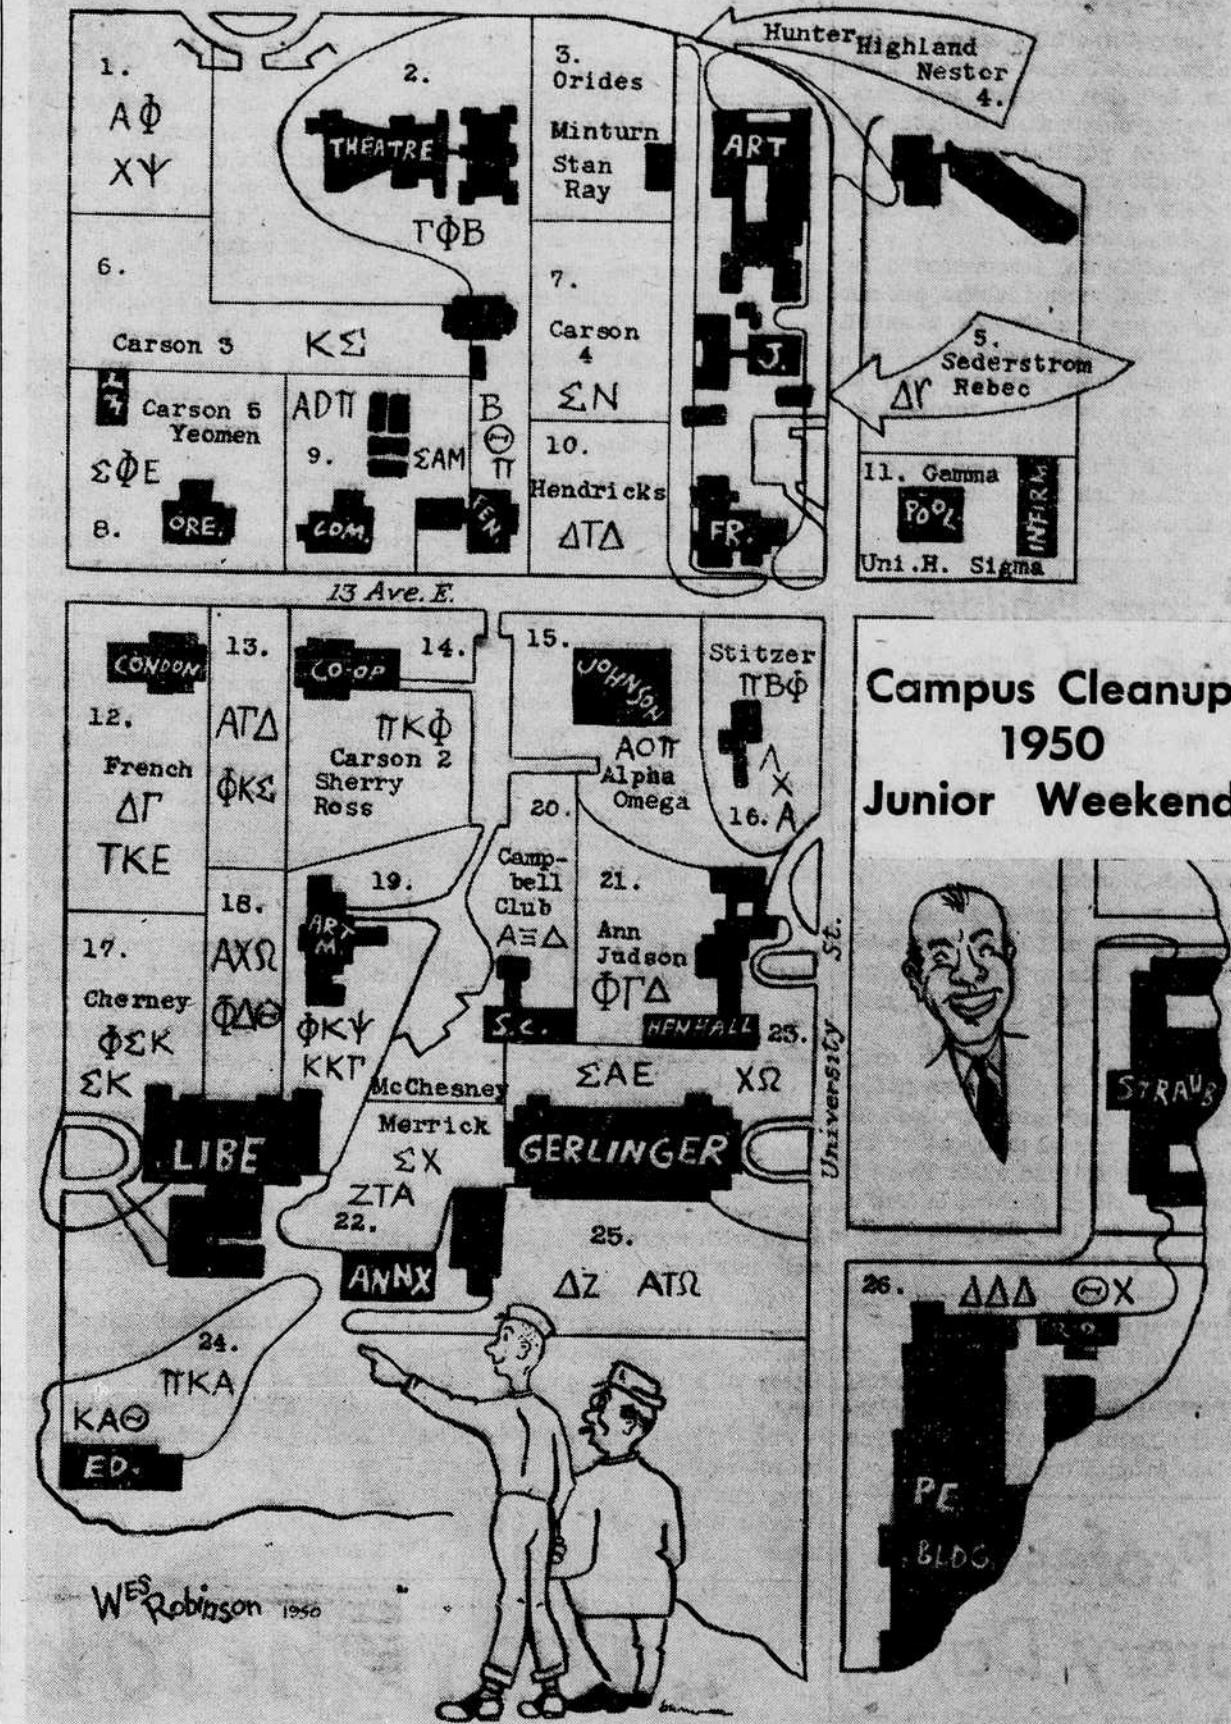 Hunter Highland
Nestor
4.
1.
ΑΦ
ΧΨ
2.
THEATRE
ΓΦΒ
3.
Orides
Minturn
Stan
Ray
ART
6.
Carson 3
ΚΣ
7.
Carson
4
ΣΝ
J.
5.
Sederstrom
Rebec
ΔΥ
Carson 5
Yeomen
ΣΦΕ
8.
ORE.
ADΠ
9.
ΣAM
COM.
Β
Θ
Π
FEN.
10.
Hendricks
ΔΤΔ
FR.
11. Gamma
POOL
INFIRM
Uni.H. Sigma
13 Ave. E.
CONDON
12.
French
ΔΓ
ΤΚΕ
13.
ΑΓΔ
ΦΚΣ
CO-OP
14.
ΠΚΦ
Carson 2
Sherry
Ross
15.
JOHNSON
ΑΟΠ
Alpha
Omega
Stitzer
ΠΒΦ
Λ
Χ
Α
16.
Campus Cleanup
1950
Junior Weekend
17.
Cherney
ΦΣΚ
ΣΚ
18.
ΑΧΩ
ΦΔΘ
19.
ART
M.
ΦΚΨ
ΚΚΓ
20.
Camp-
bell
Club
ΑΞΔ
S.C.
21.
Ann
Judson
ΦΓΔ
HENHALL
23.
ΣΑΕ ΧΩ
University St.
STRAUB
LIBE
McChesney
Merrick
ΣΧ
ΖΤΑ
22.
ANNX
GERLINGER
25.
ΔΖ ΑΤΩ
26. ΔΔΔ ΘΧ
PE
BLDG.
24.
ΠΚΑ
ΚΑΘ
ED.
WES Robinson 1950